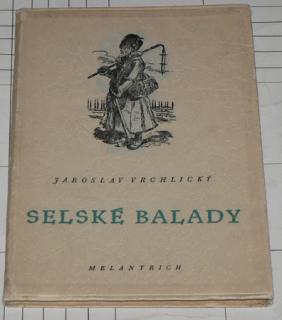 JAROSLAV VRCHLICKÝ
SELSKÉ BALADY
MELANTRICH